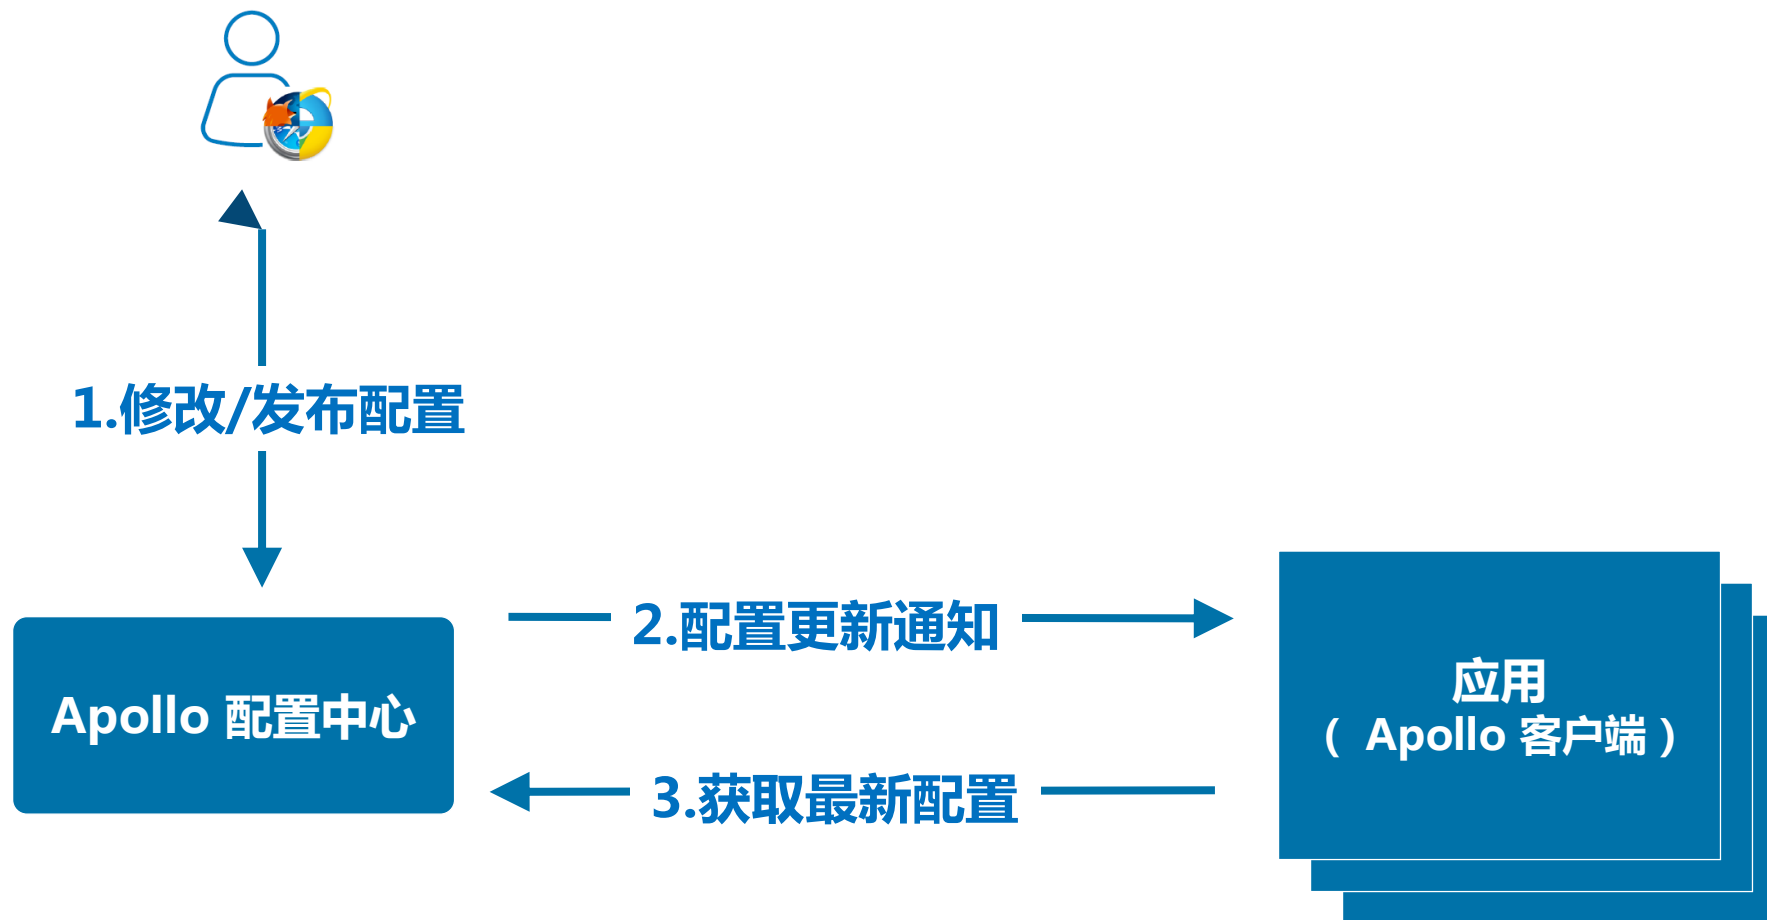 1.修改/发布配置
2.配置更新通知
Apollo 配置中心
应用
（ Apollo 客户端）
3.获取最新配置